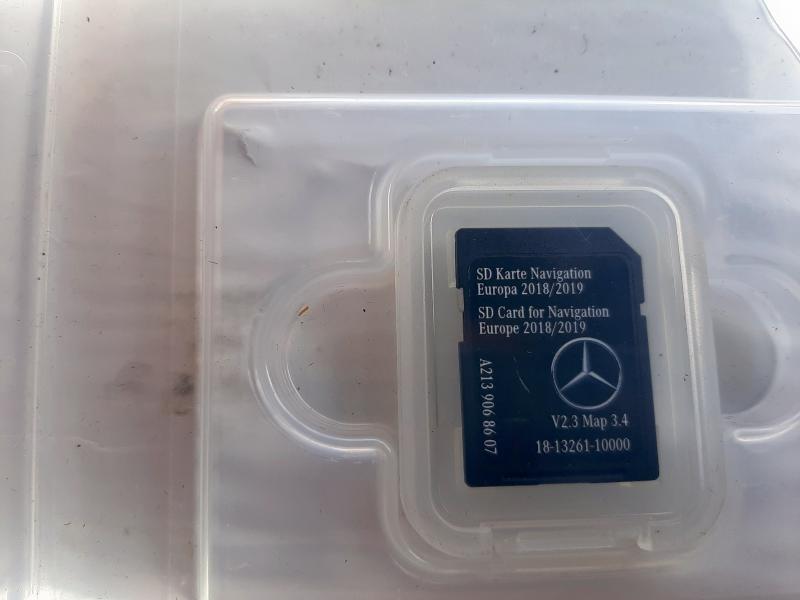 SD Karte Navigation
Europa 2018/2019
SD Card for Navigation
Europe 2018/2019
A213 906 86 07
V2.3 Map 3.4
18-13261-10000